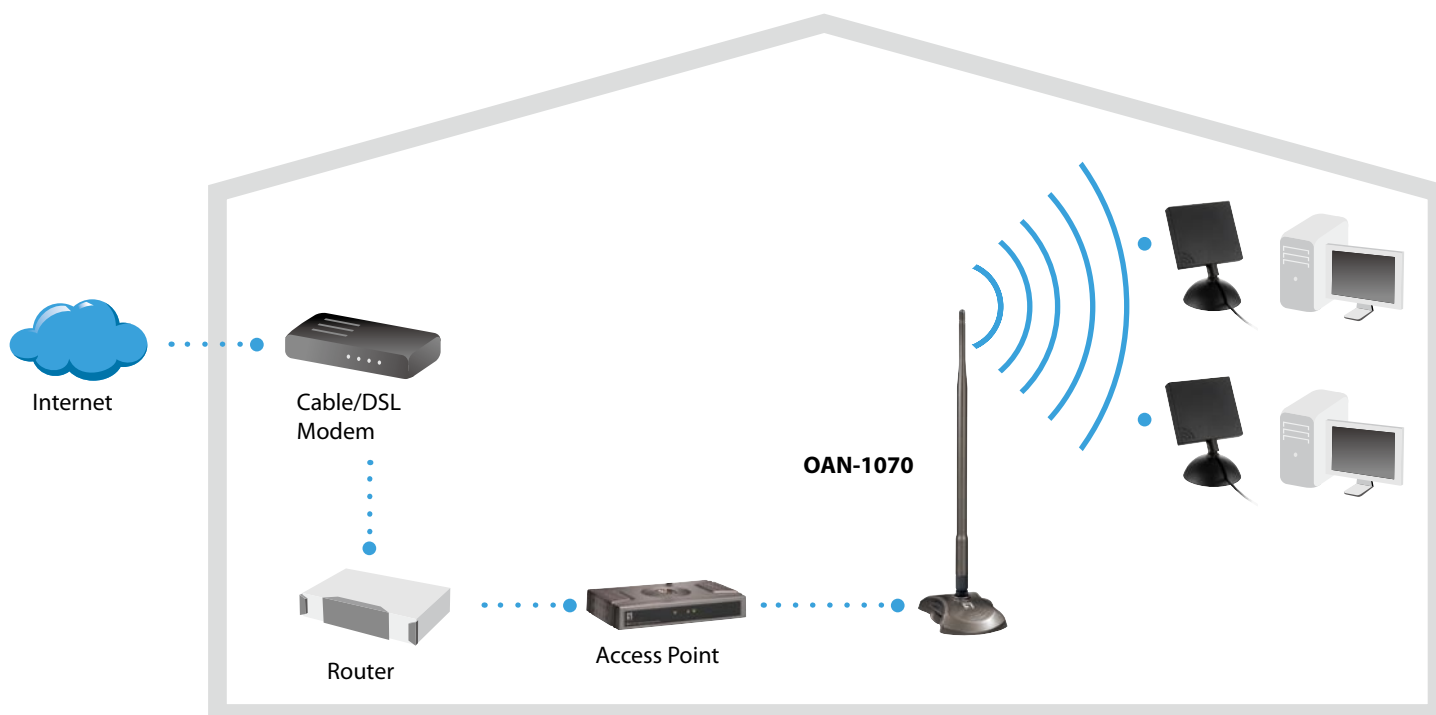 Internet
Cable/DSL
Modem
OAN-1070
Router
Access Point